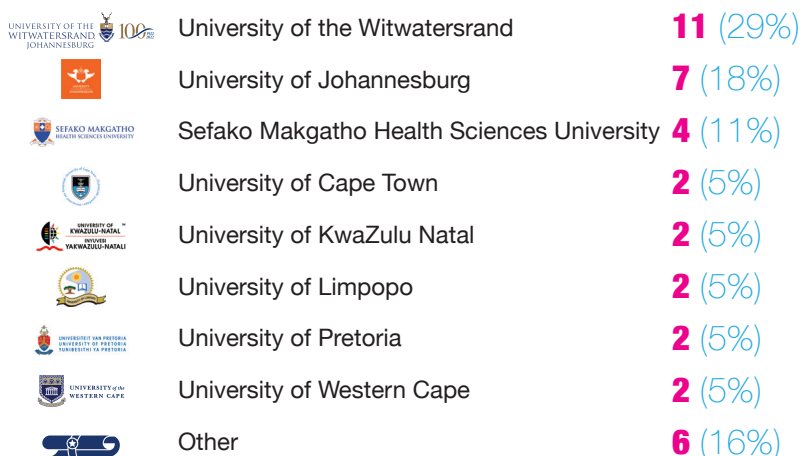 UNIVERSITY OF THE
WITWATERSRAND,
JOHANNESBURG
100
University of the Witwatersrand 11 (29%)
University of Johannesburg 7 (18%)
SEFAKO MAKGATHO
HEALTH SCIENCES UNIVERSITY
Sefako Makgatho Health Sciences University 4 (11%)
University of Cape Town 2 (5%)
UNIVERSITY OF
KWAZULU-NATAL
INYUVESI
YAKWAZULU-NATALI
University of KwaZulu Natal 2 (5%)
University of Limpopo 2 (5%)
UNIVERSITEIT VAN PRETORIA
UNIVERSITY OF PRETORIA
YUNIBESITHI YA PRETORIA
University of Pretoria 2 (5%)
UNIVERSITY of the
WESTERN CAPE
University of Western Cape 2 (5%)
Other 6 (16%)